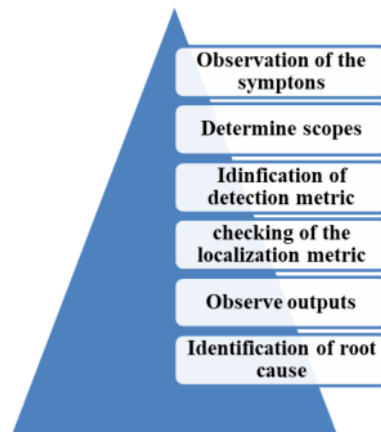 Observation of the
symptons
Determine scopes
Idinfication of
detection metric
checking of the
localization metric
Observe outputs
Identification of root
cause